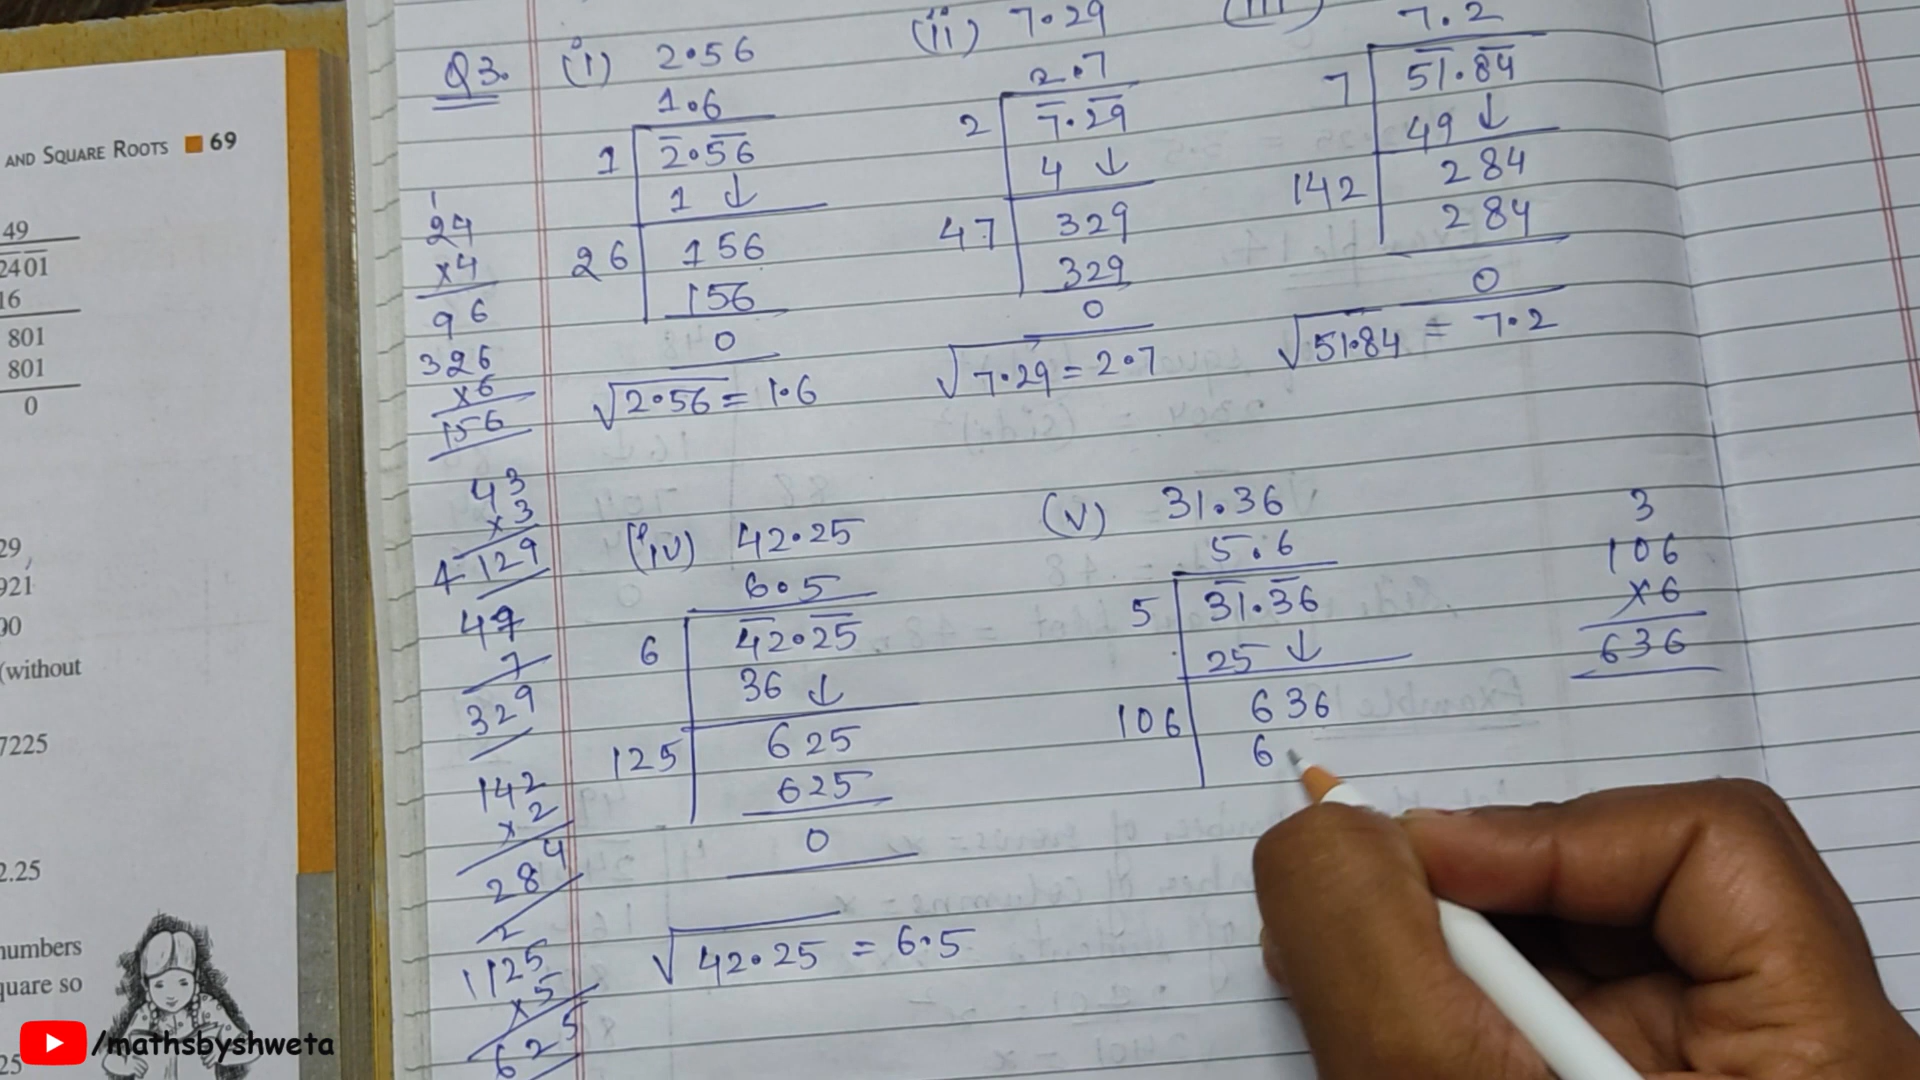 AND SQUARE ROOTS ■ 69
49
2401
16
801
801
0
29,
921
00
(without
7225
2.25
numbers
quare so
25
/mathsbyshweta
Q3.
(i) 2.56
1.6
1 2.56
1 ↓
26 156
156
0
√2.56 = 1.6
(ii) 7.29
2.7
2 7.29
4 ↓
47 329
329
0
√7.29 = 2.7
(iii)
7.2
7 51.84
49 ↓
142 284
284
0
√51.84 = 7.2
1
24
x4
96
326
x6
156
43
x3
4 129
47
7
329
142
x2
284
1125
x5
625
(iv) 42.25
6.5
6 42.25
36 ↓
125 625
625
0
√42.25 = 6.5
(v) 31.36
5.6
5 31.36
25 ↓
106 636
6
3
106
x6
636